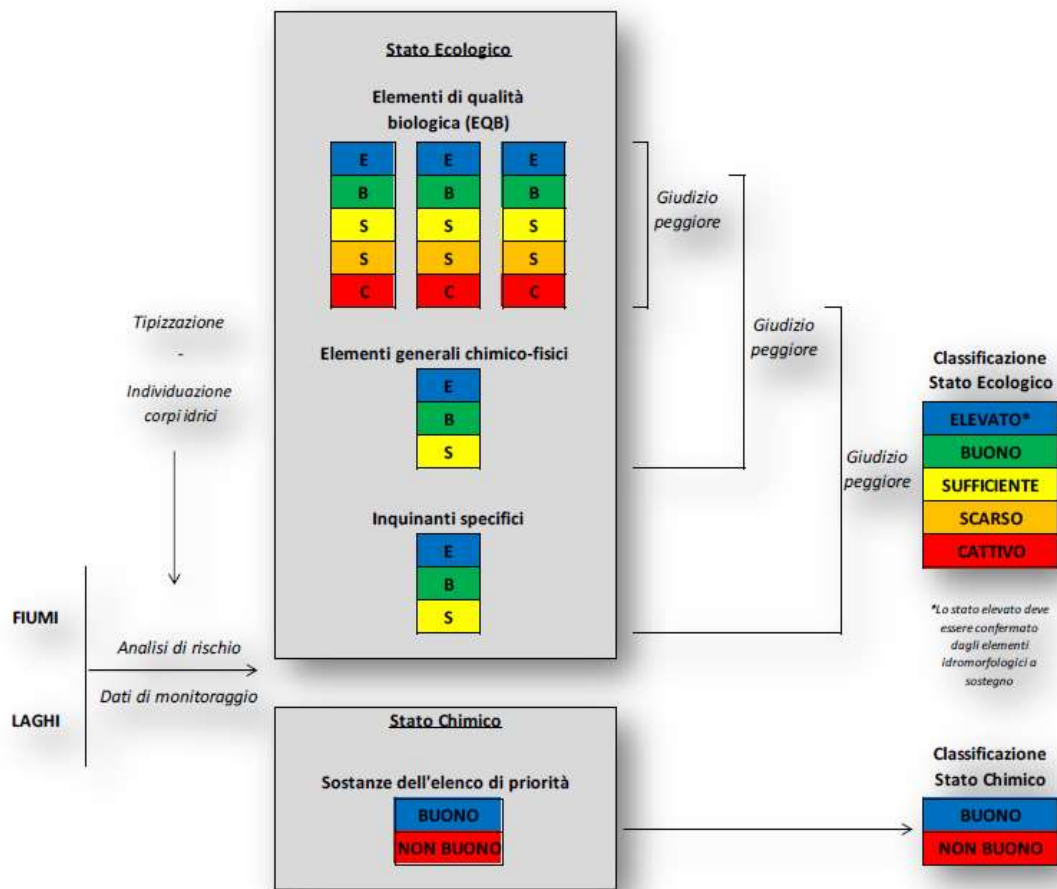 Stato Ecologico
Elementi di qualità
biologica (EQB)
E E E
B B B
S S S
S S S
C C C
Giudizio
peggiore
Giudizio
peggiore
Giudizio
peggiore
Elementi generali chimico-fisici
E
B
S
Inquinanti specifici
E
B
S
Tipizzazione
-
Individuazione
corpi idrici
FIUMI
LAGHI
Analisi di rischio
Dati di monitoraggio
Classificazione
Stato Ecologico
ELEVATO*
BUONO
SUFFICIENTE
SCARSO
CATTIVO
*Lo stato elevato deve
essere confermato
dagli elementi
idromorfologici a
sostegno
Stato Chimico
Sostanze dell'elenco di priorità
BUONO
NON BUONO
Classificazione
Stato Chimico
BUONO
NON BUONO